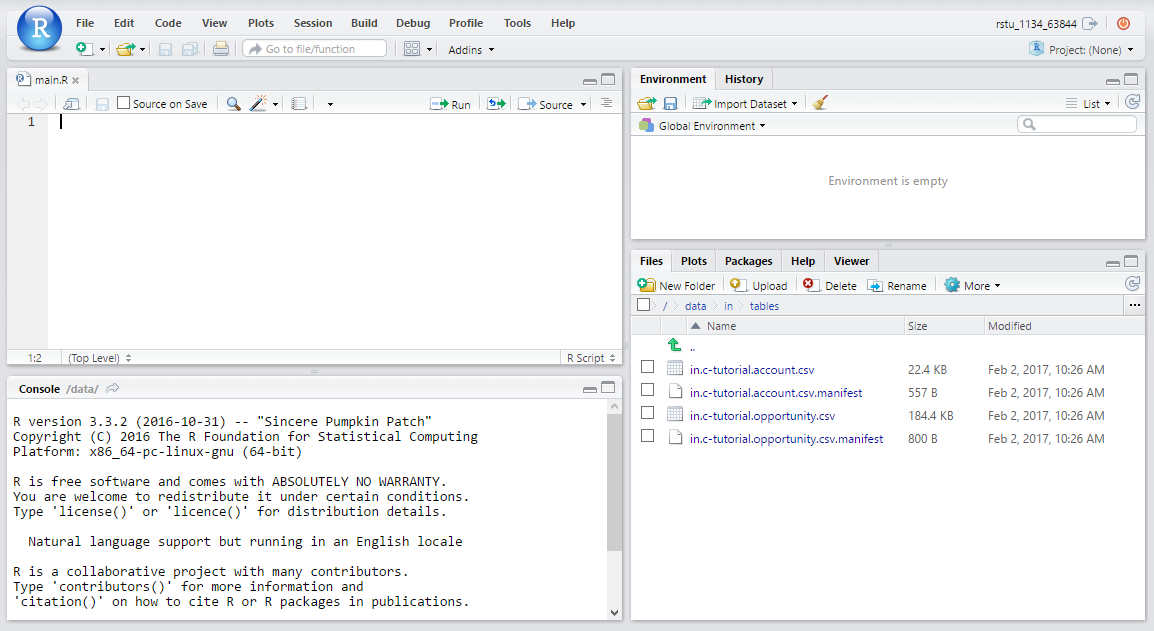 R
File Edit Code View Plots Session Build Debug Profile Tools Help
rstu_1134_63844
Go to file/function
Addins
Project: (None)
main.R
Source on Save
Run
Source
1
1:2
(Top Level)
R Script
Console /data/
R version 3.3.2 (2016-10-31) -- "Sincere Pumpkin Patch"
Copyright (C) 2016 The R Foundation for Statistical Computing
Platform: x86_64-pc-linux-gnu (64-bit)
R is free software and comes with ABSOLUTELY NO WARRANTY.
You are welcome to redistribute it under certain conditions.
Type 'license()' or 'licence()' for distribution details.
Natural language support but running in an English locale
R is a collaborative project with many contributors.
Type 'contributors()' for more information and
'citation()' on how to cite R or R packages in publications.
Environment History
Import Dataset
List
Global Environment
Environment is empty
Files Plots Packages Help Viewer
New Folder Upload Delete Rename More
/ data in tables
...
Name Size Modified
..
in.c-tutorial.account.csv 22.4 KB Feb 2, 2017, 10:26 AM
in.c-tutorial.account.csv.manifest 557 B Feb 2, 2017, 10:26 AM
in.c-tutorial.opportunity.csv 184.4 KB Feb 2, 2017, 10:26 AM
in.c-tutorial.opportunity.csv.manifest 800 B Feb 2, 2017, 10:26 AM